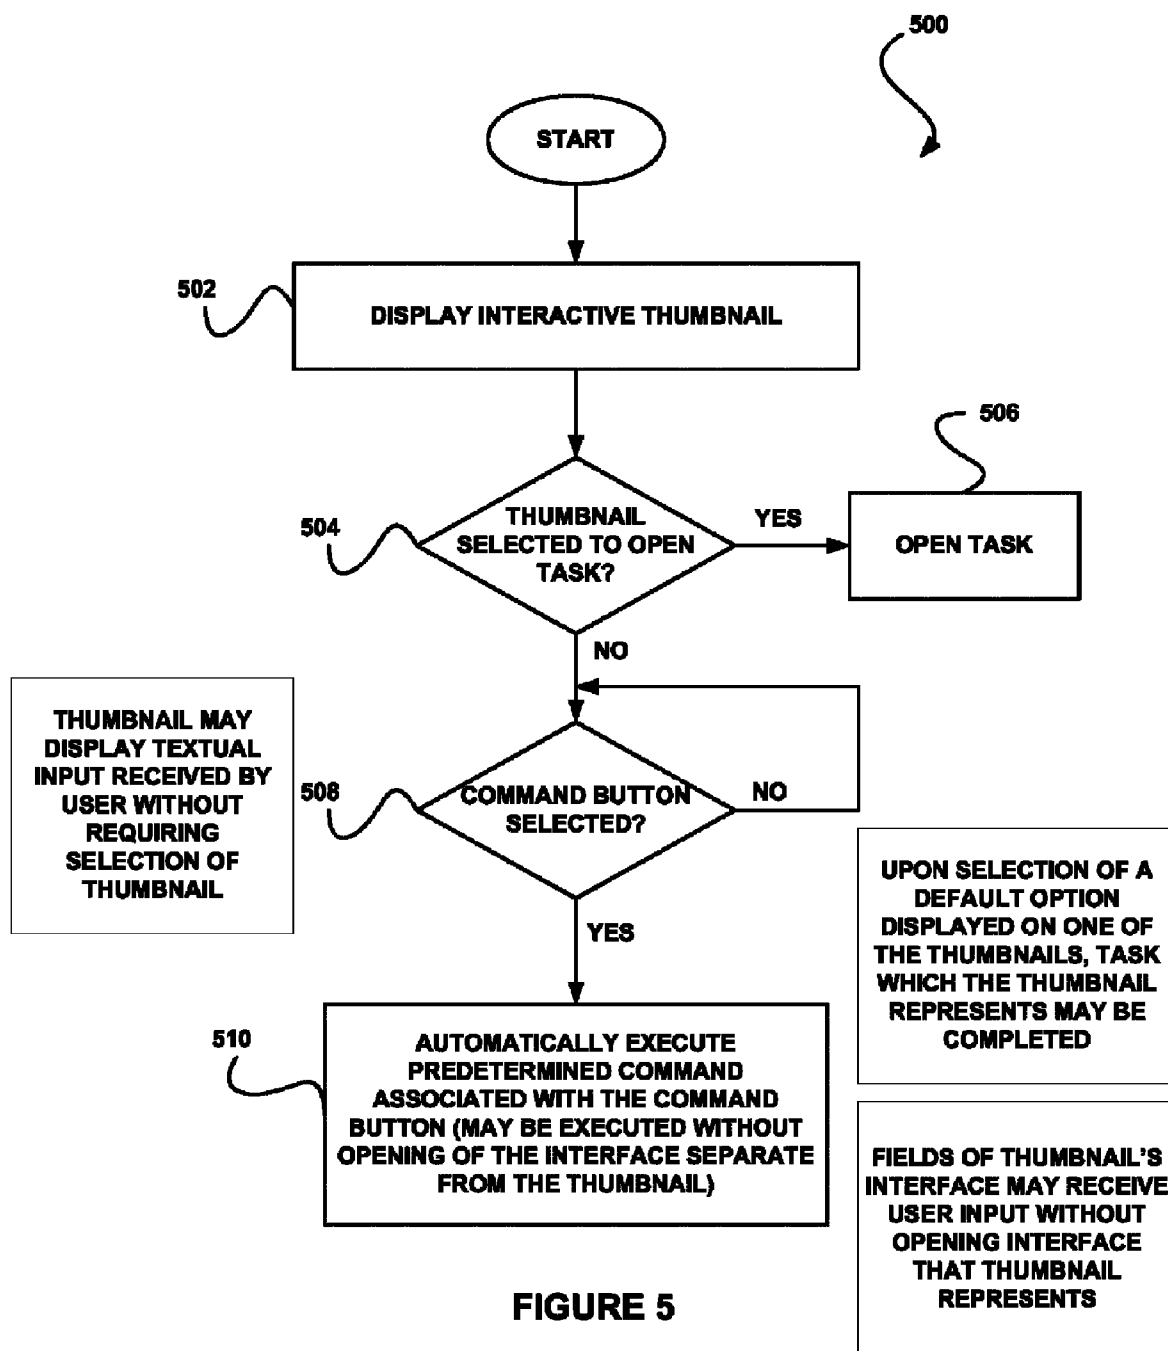 500
START
502
DISPLAY INTERACTIVE THUMBNAIL
506
504
THUMBNAIL
SELECTED TO OPEN
TASK?
YES
OPEN TASK
NO
THUMBNAIL MAY
DISPLAY TEXTUAL
INPUT RECEIVED BY
USER WITHOUT
REQUIRING
SELECTION OF
THUMBNAIL
508
COMMAND BUTTON
SELECTED?
NO
UPON SELECTION OF A
DEFAULT OPTION
DISPLAYED ON ONE OF
THE THUMBNAILS, TASK
WHICH THE THUMBNAIL
REPRESENTS MAY BE
COMPLETED
YES
510
AUTOMATICALLY EXECUTE
PREDETERMINED COMMAND
ASSOCIATED WITH THE COMMAND
BUTTON (MAY BE EXECUTED WITHOUT
OPENING OF THE INTERFACE SEPARATE
FROM THE THUMBNAIL)
FIELDS OF THUMBNAIL'S
INTERFACE MAY RECEIVE
USER INPUT WITHOUT
OPENING INTERFACE
THAT THUMBNAIL
REPRESENTS
FIGURE 5